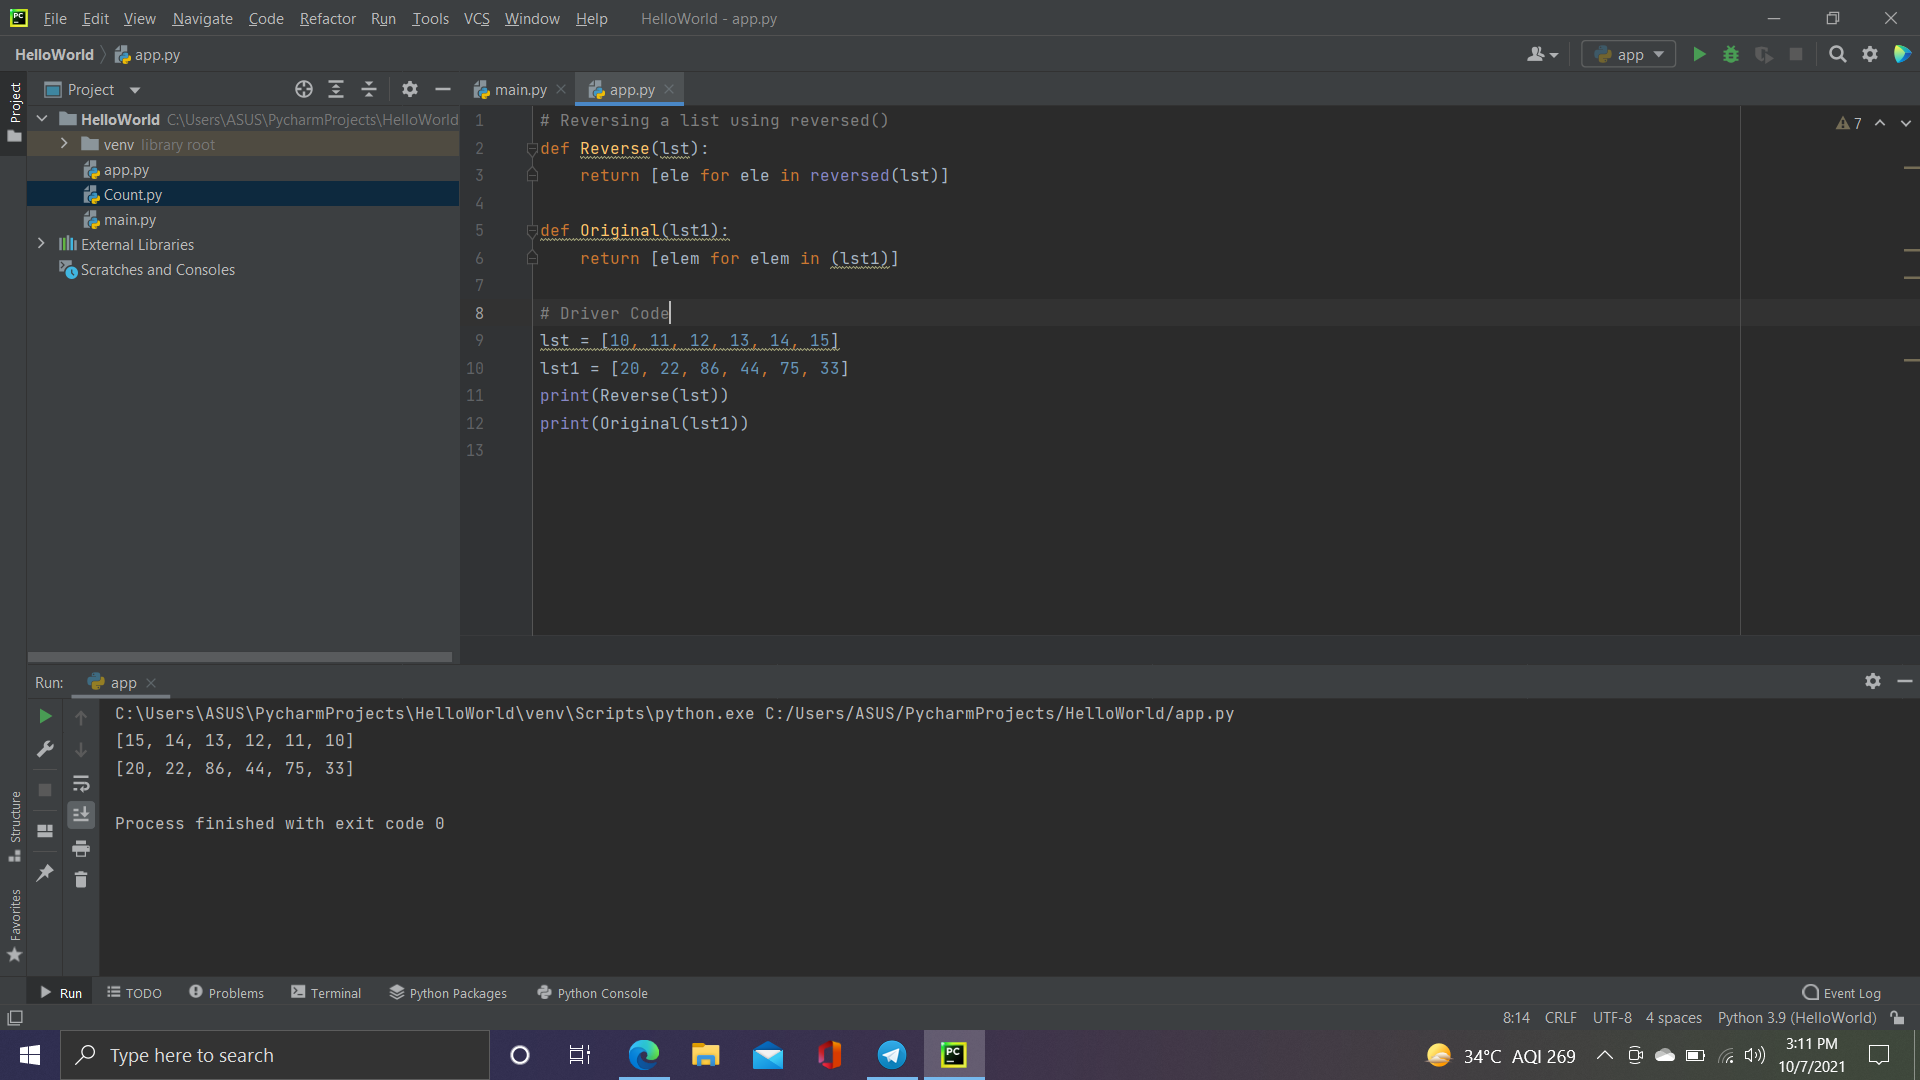 File Edit View Navigate Code Refactor Run Tools VCS Window Help HelloWorld - app.py
HelloWorld app.py
app
Project
Project
main.py
app.py
HelloWorld C:\Users\ASUS\PycharmProjects\HelloWorld
venv library root
app.py
Count.py
main.py
External Libraries
Scratches and Consoles
1 # Reversing a list using reversed()
2 def Reverse(lst):
3 return [ele for ele in reversed(lst)]
4
5 def Original(lst1):
6 return [elem for elem in (lst1)]
7
8 # Driver Code
9 lst = [10, 11, 12, 13, 14, 15]
10 lst1 = [20, 22, 86, 44, 75, 33]
11 print(Reverse(lst))
12 print(Original(lst1))
13
7
Run: app
C:\Users\ASUS\PycharmProjects\HelloWorld\venv\Scripts\python.exe C:/Users/ASUS/PycharmProjects/HelloWorld/app.py
[15, 14, 13, 12, 11, 10]
[20, 22, 86, 44, 75, 33]
Process finished with exit code 0
Structure
Favorites
Run TODO Problems Terminal Python Packages Python Console Event Log
8:14 CRLF UTF-8 4 spaces Python 3.9 (HelloWorld)
Type here to search
PC
34°C AQI 269
3:11 PM
10/7/2021